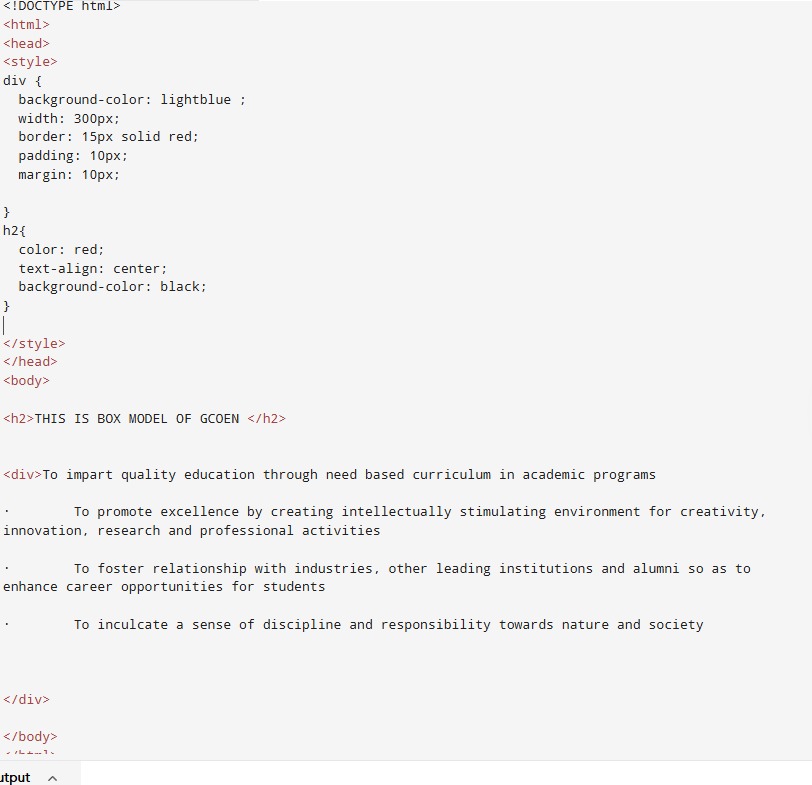 <!DOCTYPE html>
<html>
<head>
<style>
div {
  background-color: lightblue ;
  width: 300px;
  border: 15px solid red;
  padding: 10px;
  margin: 10px;

}
h2{
  color: red;
  text-align: center;
  background-color: black;
}

</style>
</head>
<body>

<h2>THIS IS BOX MODEL OF GCOEN </h2>


<div>To impart quality education through need based curriculum in academic programs

·        To promote excellence by creating intellectually stimulating environment for creativity,
innovation, research and professional activities

·        To foster relationship with industries, other leading institutions and alumni so as to
enhance career opportunities for students

·        To inculcate a sense of discipline and responsibility towards nature and society



</div>

</body>
</html>
utput